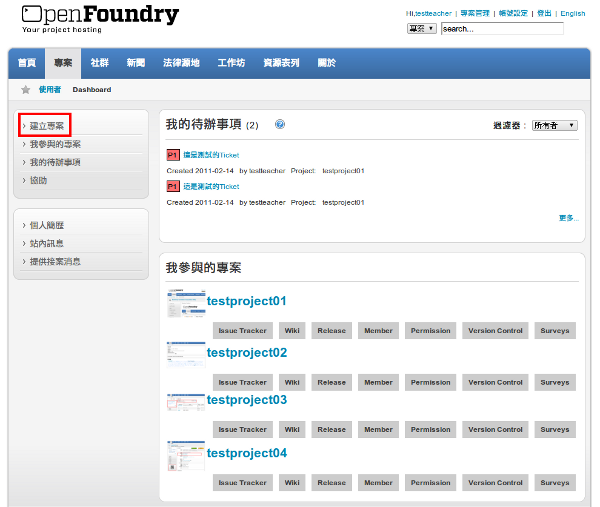 OpenFoundry
Your project hosting
Hi,testteacher | 專案管理 | 帳號設定 | 登出 | English
專案 search...
首頁 專案 社群 新聞 法律源地 工作坊 資源表列 關於
使用者 Dashboard
› 建立專案
› 我參與的專案
› 我的待辦事項
› 協助
› 個人簡歷
› 站內訊息
› 提供接案消息
我的待辦事項 (2)
過濾器: 所有者
P1 這是測試的Ticket
Created 2011-02-14 by testteacher Project: testproject01
P1 這是測試的Ticket
Created 2011-02-14 by testteacher Project: testproject01
更多...
我參與的專案
testproject01
Issue Tracker Wiki Release Member Permission Version Control Surveys
testproject02
Issue Tracker Wiki Release Member Permission Version Control Surveys
testproject03
Issue Tracker Wiki Release Member Permission Version Control Surveys
testproject04
Issue Tracker Wiki Release Member Permission Version Control Surveys